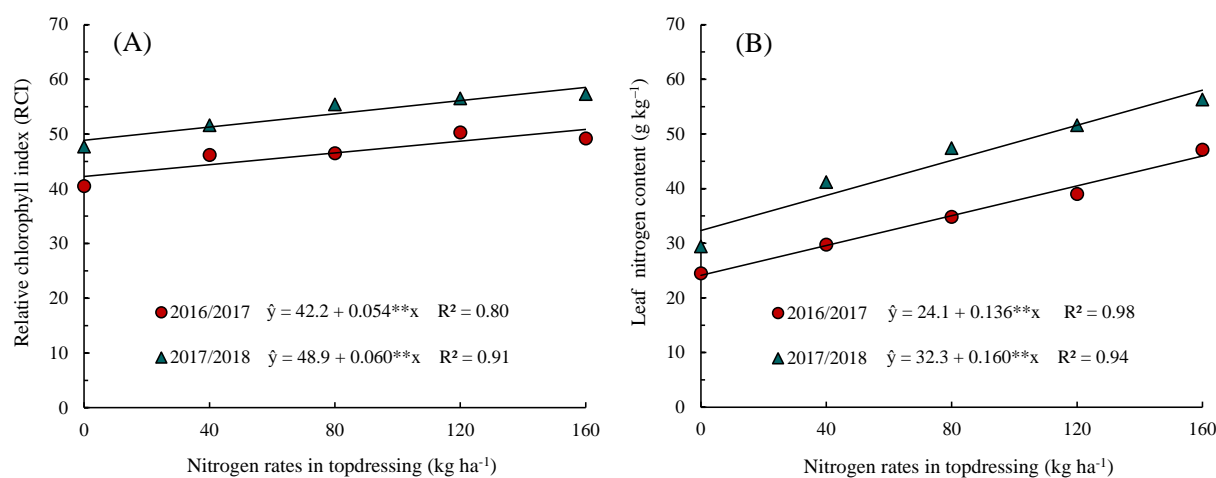 (A)
Relative chlorophyll index (RCI)
70
60
50
40
30
20
10
0
2016/2017 ŷ = 42.2 + 0.054**x R² = 0.80
2017/2018 ŷ = 48.9 + 0.060**x R² = 0.91
0 40 80 120 160
Nitrogen rates in topdressing (kg ha⁻¹)
(B)
Leaf nitrogen content (g kg⁻¹)
70
60
50
40
30
20
10
0
2016/2017 ŷ = 24.1 + 0.136**x R² = 0.98
2017/2018 ŷ = 32.3 + 0.160**x R² = 0.94
0 40 80 120 160
Nitrogen rates in topdressing (kg ha⁻¹)